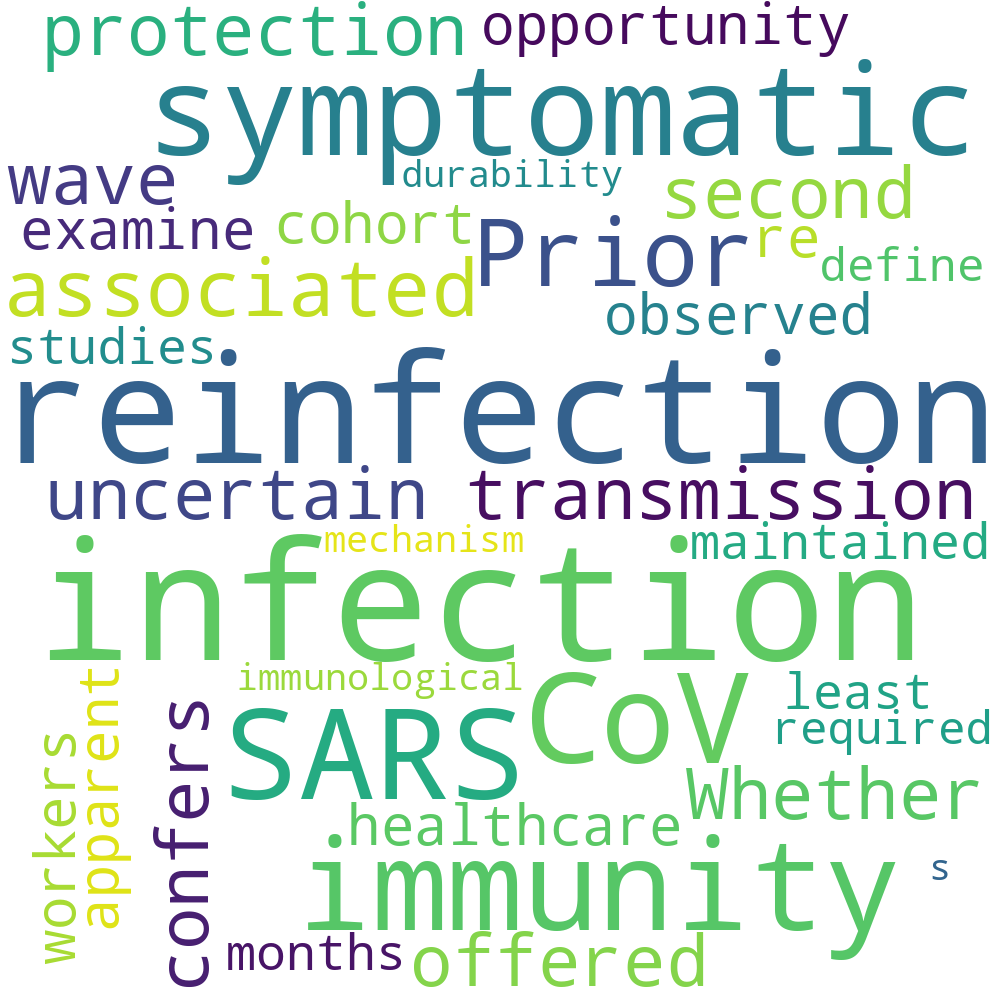 protection opportunity
symptomatic
wave durability second
examine cohort Prior re
associated define
observed
studies
reinfection
uncertain transmission
mechanism maintained
infection
immunological CoV least
SARS required
workers apparent confers Whether
healthcare
immunity s
months offered